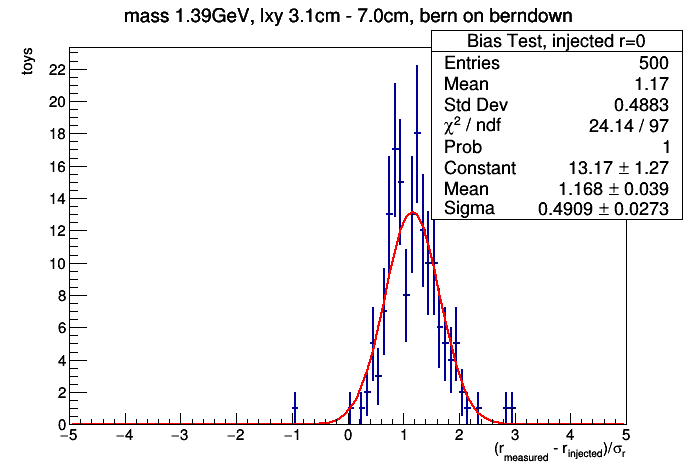 mass 1.39GeV, lxy 3.1cm - 7.0cm, bern on berndown
Bias Test, injected r=0
Entries 500
Mean 1.17
Std Dev 0.4883
χ² / ndf 24.14 / 97
Prob 1
Constant 13.17 ± 1.27
Mean 1.168 ± 0.039
Sigma 0.4909 ± 0.0273
toys
22
20
18
16
14
12
10
8
6
4
2
0
−5 −4 −3 −2 −1 0 1 2 3 4 5
(r_measured - r_injected)/σ_r